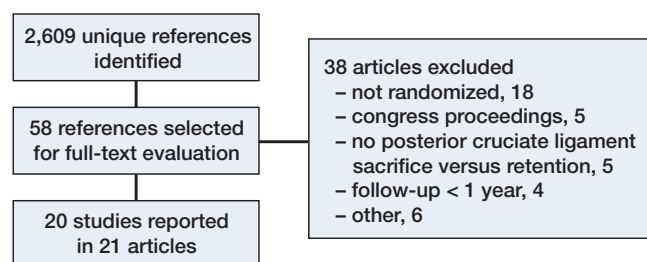 2,609 unique references
identified
58 references selected
for full-text evaluation
20 studies reported
in 21 articles
38 articles excluded
– not randomized, 18
– congress proceedings, 5
– no posterior cruciate ligament
sacrifice versus retention, 5
– follow-up < 1 year, 4
– other, 6